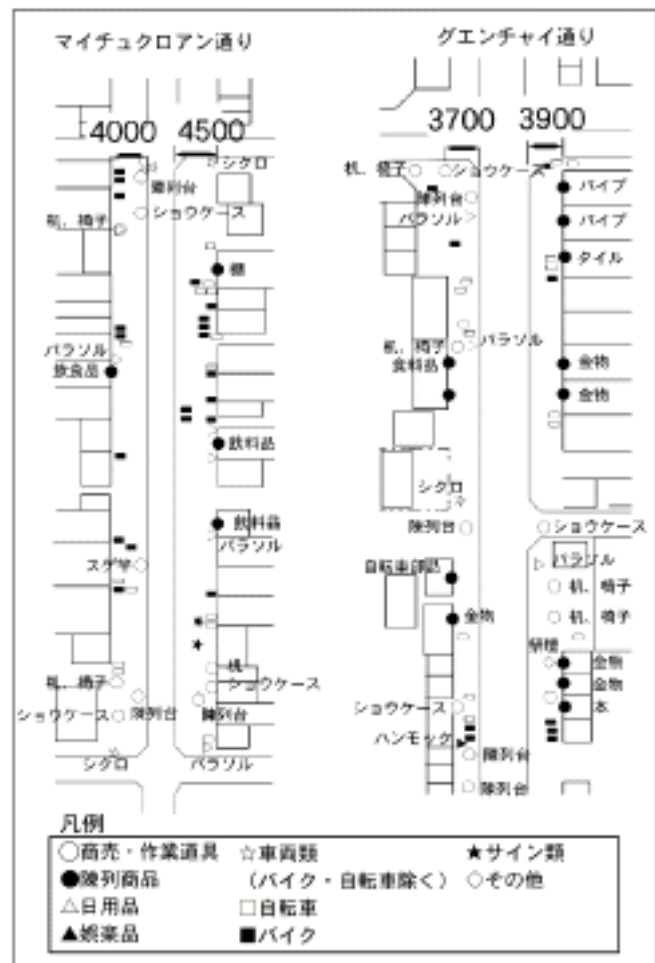 マイチュクロアン通り
グエンチャイ通り
4000 4500
3700 3900
シクロ
陳列台
机、椅子
ショウケース
棚
パラソル
飲食品
飲料品
飲料品
パラソル
スゲ笠
机
机、椅子
ショウケース
ショウケース
陳列台
陳列台
シクロ
パラソル
机、椅子
ショウケース
陳列台
パラソル
パイプ
パイプ
タイル
机、椅子
パラソル
食料品
金物
金物
シクロ
陳列台
ショウケース
自転車部品
パラソル
机、椅子
金物
机、椅子
祭壇
金物
金物
ショウケース
本
ハンモック
陳列台
陳列台
凡例
○商売・作業道具 ☆車両類 ★サイン類
●陳列商品 (バイク・自転車除く) ○その他
△日用品 □自転車
▲娯楽品 ■バイク